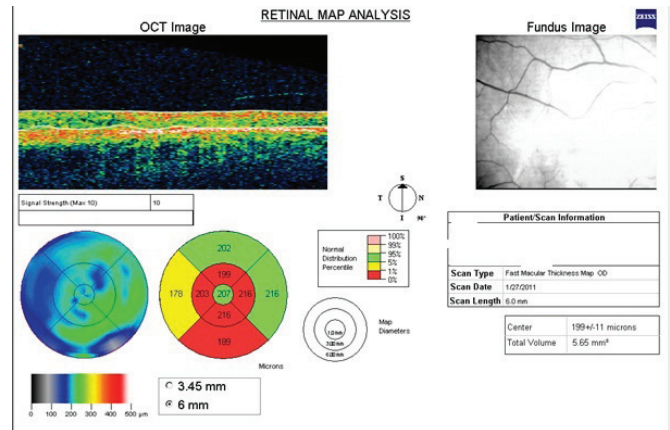 RETINAL MAP ANALYSIS
OCT Image
Fundus Image
ZEISS
Signal Strength (Max 10) 10
S
T N
I 90°
202
199
178 203 207 216 216
216
189
Microns
Normal
Distribution
Percentile
100%
99%
95%
5%
1%
0%
1.0 mm
3.00 mm
6.00 mm
Map
Diameters
Patient/Scan Information
Scan Type Fast Macular Thickness Map OD
Scan Date 1/27/2011
Scan Length 6.0 mm
Center 199+/-11 microns
Total Volume 5.65 mm³
0 100 200 300 400 500 µm
3.45 mm
6 mm